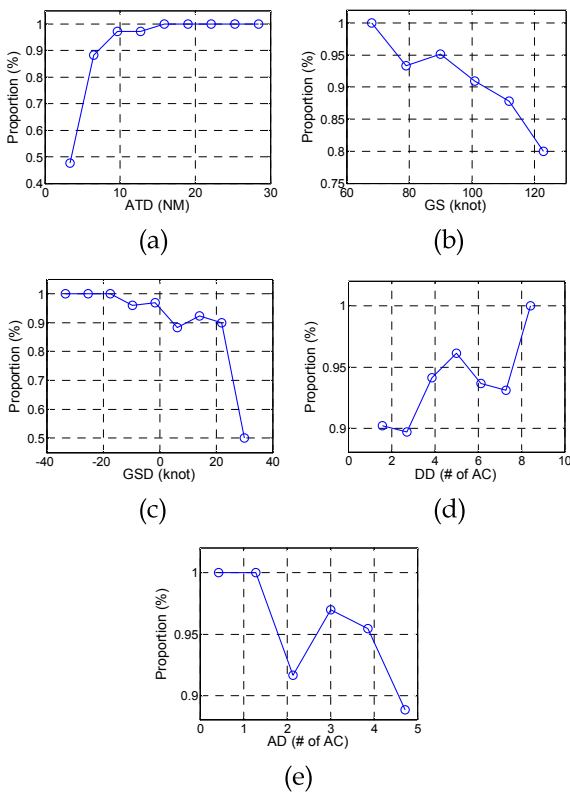 Proportion (%)
1
0.9
0.8
0.7
0.6
0.5
0.4
0 10 20 30
ATD (NM)
(a)
Proportion (%)
1
0.95
0.9
0.85
0.8
0.75
60 80 100 120
GS (knot)
(b)
Proportion (%)
1
0.9
0.8
0.7
0.6
0.5
-40 -20 0 20 40
GSD (knot)
(c)
Proportion (%)
1
0.95
0.9
0 2 4 6 8 10
DD (# of AC)
(d)
Proportion (%)
1
0.95
0.9
0 1 2 3 4 5
AD (# of AC)
(e)